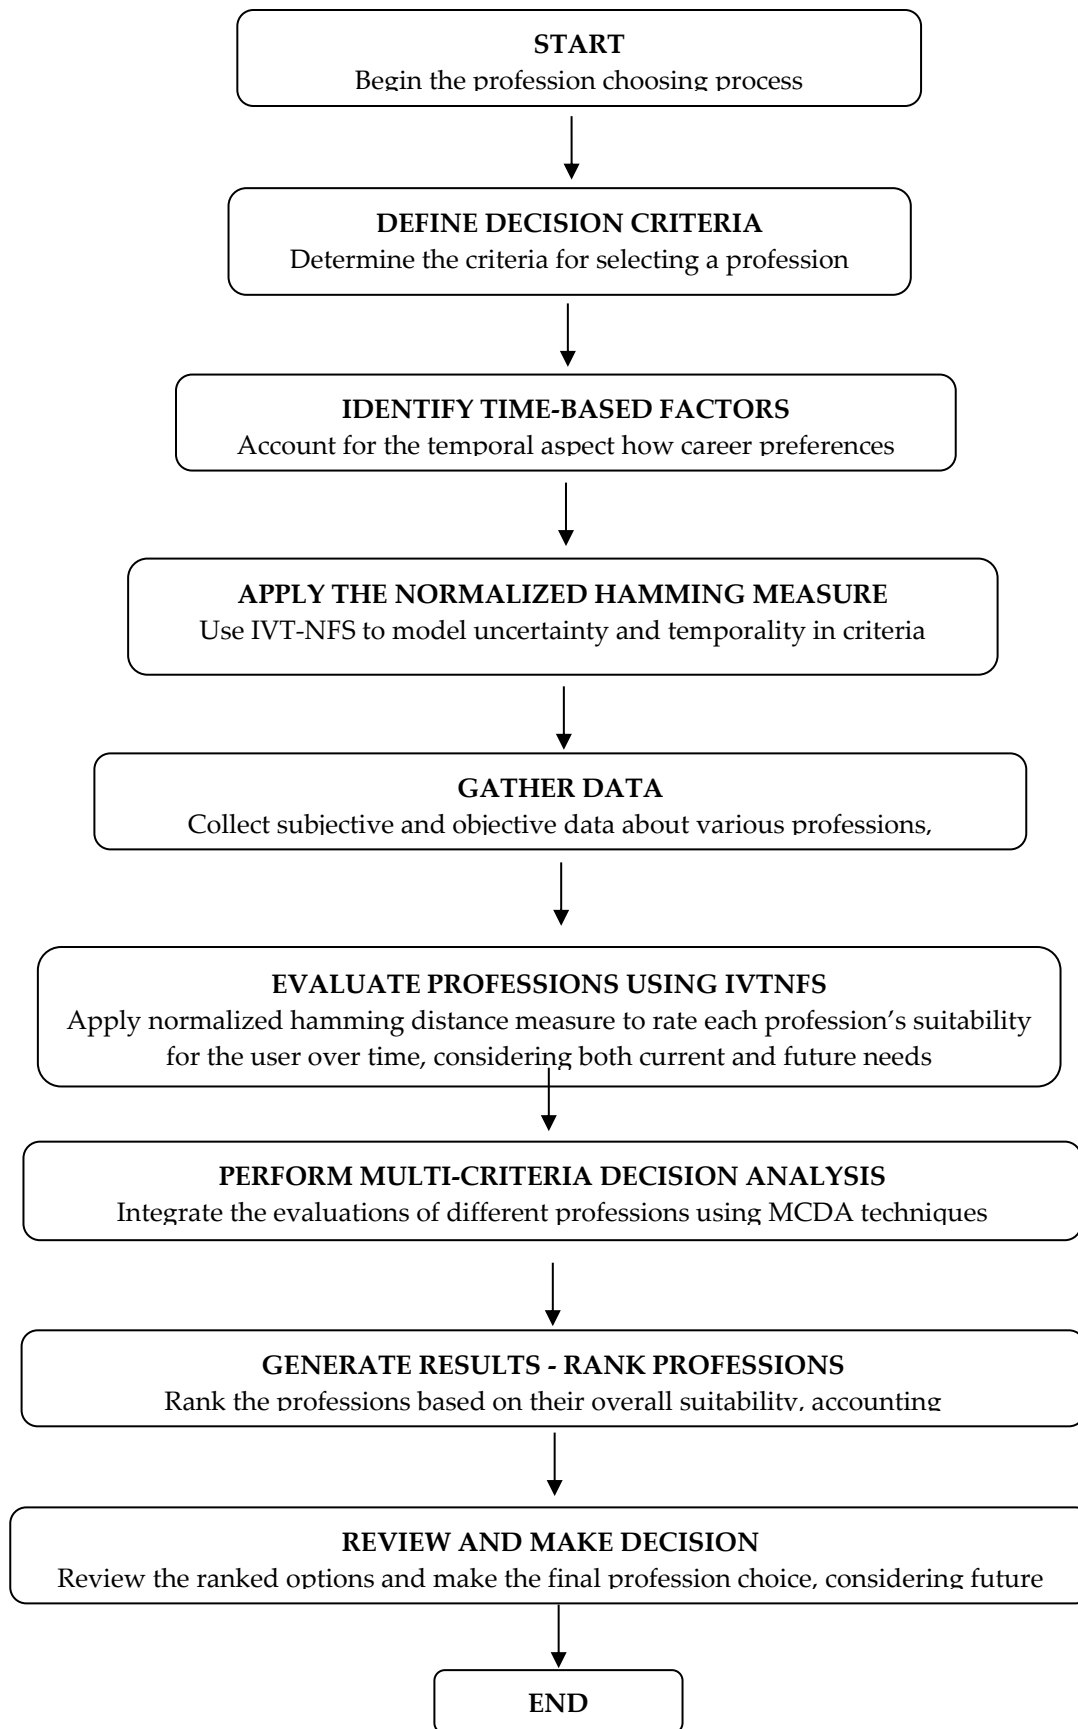 START
Begin the profession choosing process
DEFINE DECISION CRITERIA
Determine the criteria for selecting a profession
IDENTIFY TIME-BASED FACTORS
Account for the temporal aspect how career preferences
APPLY THE NORMALIZED HAMMING MEASURE
Use IVT-NFS to model uncertainty and temporality in criteria
GATHER DATA
Collect subjective and objective data about various professions,
EVALUATE PROFESSIONS USING IVTNFS
Apply normalized hamming distance measure to rate each profession’s suitability
for the user over time, considering both current and future needs
PERFORM MULTI-CRITERIA DECISION ANALYSIS
Integrate the evaluations of different professions using MCDA techniques
GENERATE RESULTS - RANK PROFESSIONS
Rank the professions based on their overall suitability, accounting
REVIEW AND MAKE DECISION
Review the ranked options and make the final profession choice, considering future
END